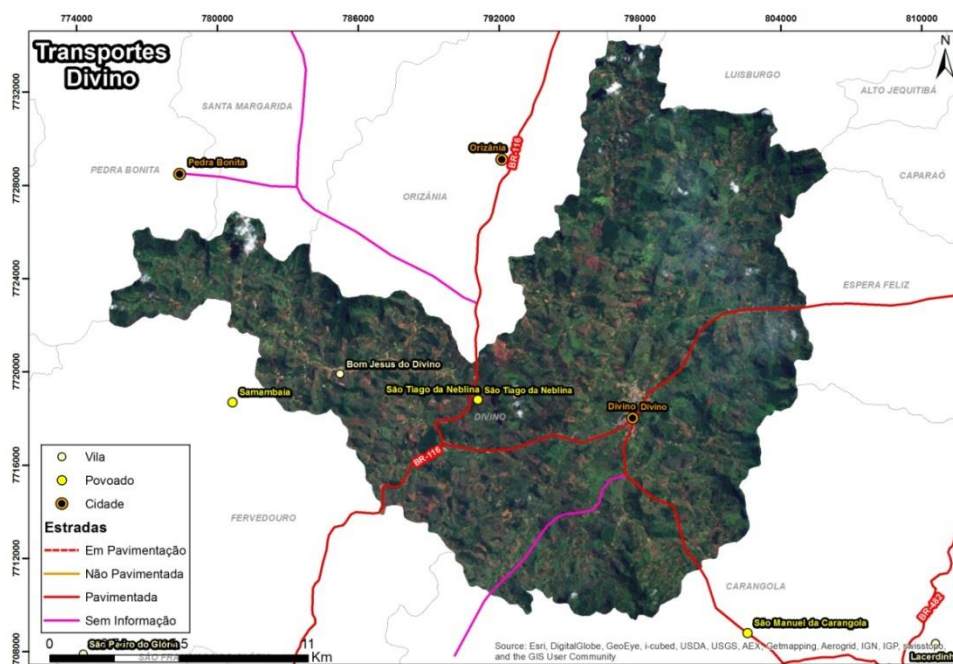 774000 780000 786000 792000 798000 804000 810000
Transportes
Divino
N
LUISBURGO
ALTO JEQUITIBÁ
SANTA MARGARIDA
7732000
BR-116
Orizânia
Pedra Bonita
PEDRA BONITA
CAPARAÓ
7728000
ORIZÂNIA
7724000
ESPERA FELIZ
Bom Jesus do Divino
7720000
Samambaia
São Tiago da Neblina São Tiago da Neblina
Divino Divino
DIVINO
BR-116
7716000
Vila
Povoado
Cidade
FERVEDOURO
Estradas
Em Pavimentação
Não Pavimentada
Pavimentada
Sem Informação
7712000
CARANGOLA
BR-482
São Manuel da Carangola
7708000
São Pedro do Glória
11
Km
Source: Esri, DigitalGlobe, GeoEye, i-cubed, USDA, USGS, AEX, Getmapping, Aerogrid, IGN, IGP, swisstopo,
and the GIS User Community